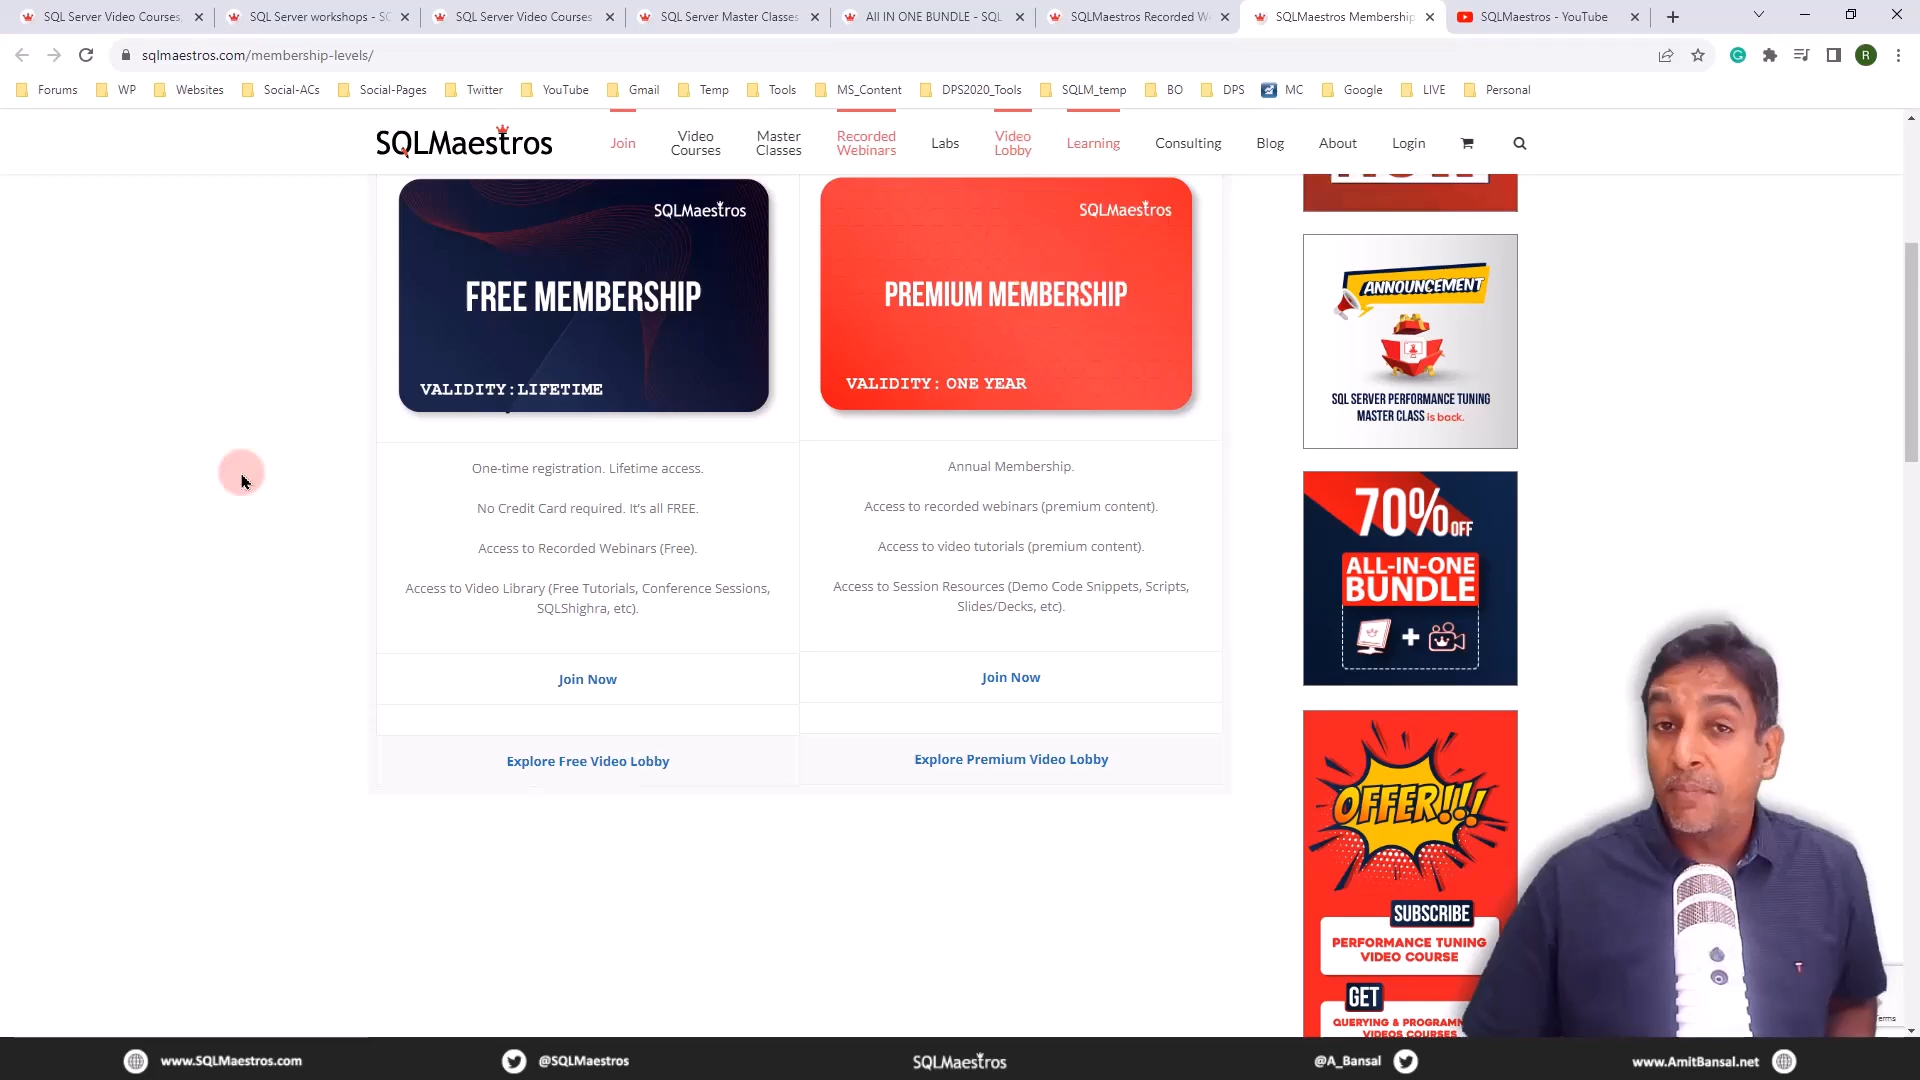 SQL Server Video Courses,
SQL Server workshops - SC
SQL Server Video Courses
SQL Server Master Classes
All IN ONE BUNDLE - SQL
SQLMaestros Recorded W
SQLMaestros Membership
SQLMaestros - YouTube
sqlmaestros.com/membership-levels/
R
Forums
WP
Websites
Social-ACs
Social-Pages
Twitter
YouTube
Gmail
Temp
Tools
MS_Content
DPS2020_Tools
SQLM_temp
BO
DPS
MC
Google
LIVE
Personal
SQLMaestros
Join
Video
Courses
Master
Classes
Recorded
Webinars
Labs
Video
Lobby
Learning
Consulting
Blog
About
Login
SQLMaestros
FREE MEMBERSHIP
VALIDITY:LIFETIME
One-time registration. Lifetime access.
No Credit Card required. It's all FREE.
Access to Recorded Webinars (Free).
Access to Video Library (Free Tutorials, Conference Sessions,
SQLShighra, etc).
Join Now
Explore Free Video Lobby
SQLMaestros
PREMIUM MEMBERSHIP
VALIDITY: ONE YEAR
Annual Membership.
Access to recorded webinars (premium content).
Access to video tutorials (premium content).
Access to Session Resources (Demo Code Snippets, Scripts,
Slides/Decks, etc).
Join Now
Explore Premium Video Lobby
ANNOUNCEMENT
SQL SERVER PERFORMANCE TUNING
MASTER CLASS is back.
70% OFF
ALL-IN-ONE
BUNDLE
+
OFFER!!!
SUBSCRIBE
PERFORMANCE TUNING
VIDEO COURSE
GET
QUERYING & PROGRAMM
VIDEOS COURSES
Terms
www.SQLMaestros.com
@SQLMaestros
SQLMaestros
@A_Bansal
www.AmitBansal.net